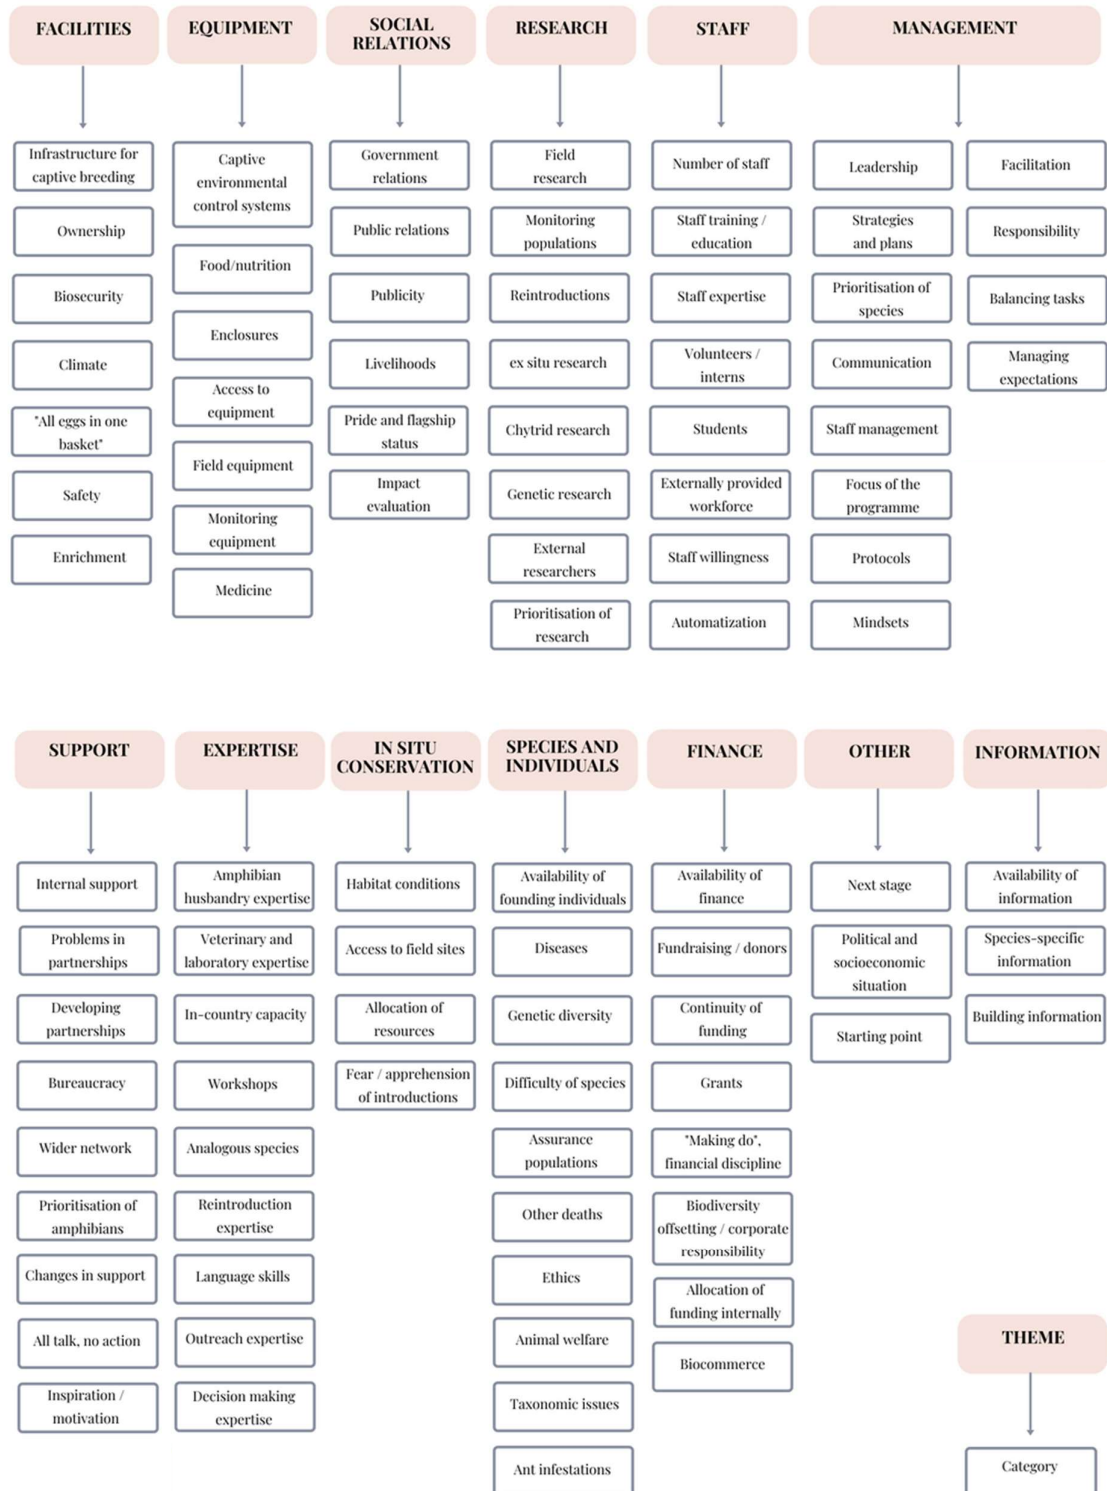 FACILITIES
EQUIPMENT
SOCIAL
RELATIONS
RESEARCH
STAFF
MANAGEMENT
Infrastructure for
captive breeding
Ownership
Biosecurity
Climate
"All eggs in one
basket"
Safety
Enrichment
Captive
environmental
control systems
Food/nutrition
Enclosures
Access to
equipment
Field equipment
Monitoring
equipment
Medicine
Government
relations
Public relations
Publicity
Livelihoods
Pride and flagship
status
Impact
evaluation
Field
research
Monitoring
populations
Reintroductions
ex situ research
Chytrid research
Genetic research
External
researchers
Prioritisation of
research
Number of staff
Staff training /
education
Staff expertise
Volunteers /
interns
Students
Externally provided
workforce
Staff willingness
Automatization
Leadership
Strategies
and plans
Prioritisation of
species
Communication
Staff management
Focus of the
programme
Protocols
Mindsets
Facilitation
Responsibility
Balancing tasks
Managing
expectations
SUPPORT
EXPERTISE
IN SITU
CONSERVATION
SPECIES AND
INDIVIDUALS
FINANCE
OTHER
INFORMATION
Internal support
Problems in
partnerships
Developing
partnerships
Bureaucracy
Wider network
Prioritisation of
amphibians
Changes in support
All talk, no action
Inspiration /
motivation
Amphibian
husbandry expertise
Veterinary and
laboratory expertise
In-country capacity
Workshops
Analogous species
Reintroduction
expertise
Language skills
Outreach expertise
Decision making
expertise
Habitat conditions
Access to field sites
Allocation of
resources
Fear / apprehension
of introductions
Availability of
founding individuals
Diseases
Genetic diversity
Difficulty of species
Assurance
populations
Other deaths
Ethics
Animal welfare
Taxonomic issues
Ant infestations
Availability of
finance
Fundraising / donors
Continuity of
funding
Grants
"Making do",
financial discipline
Biodiversity
offsetting / corporate
responsibility
Allocation of
funding internally
Biocommerce
Next stage
Political and
socioeconomic
situation
Starting point
Availability of
information
Species-specific
information
Building information
THEME
Category